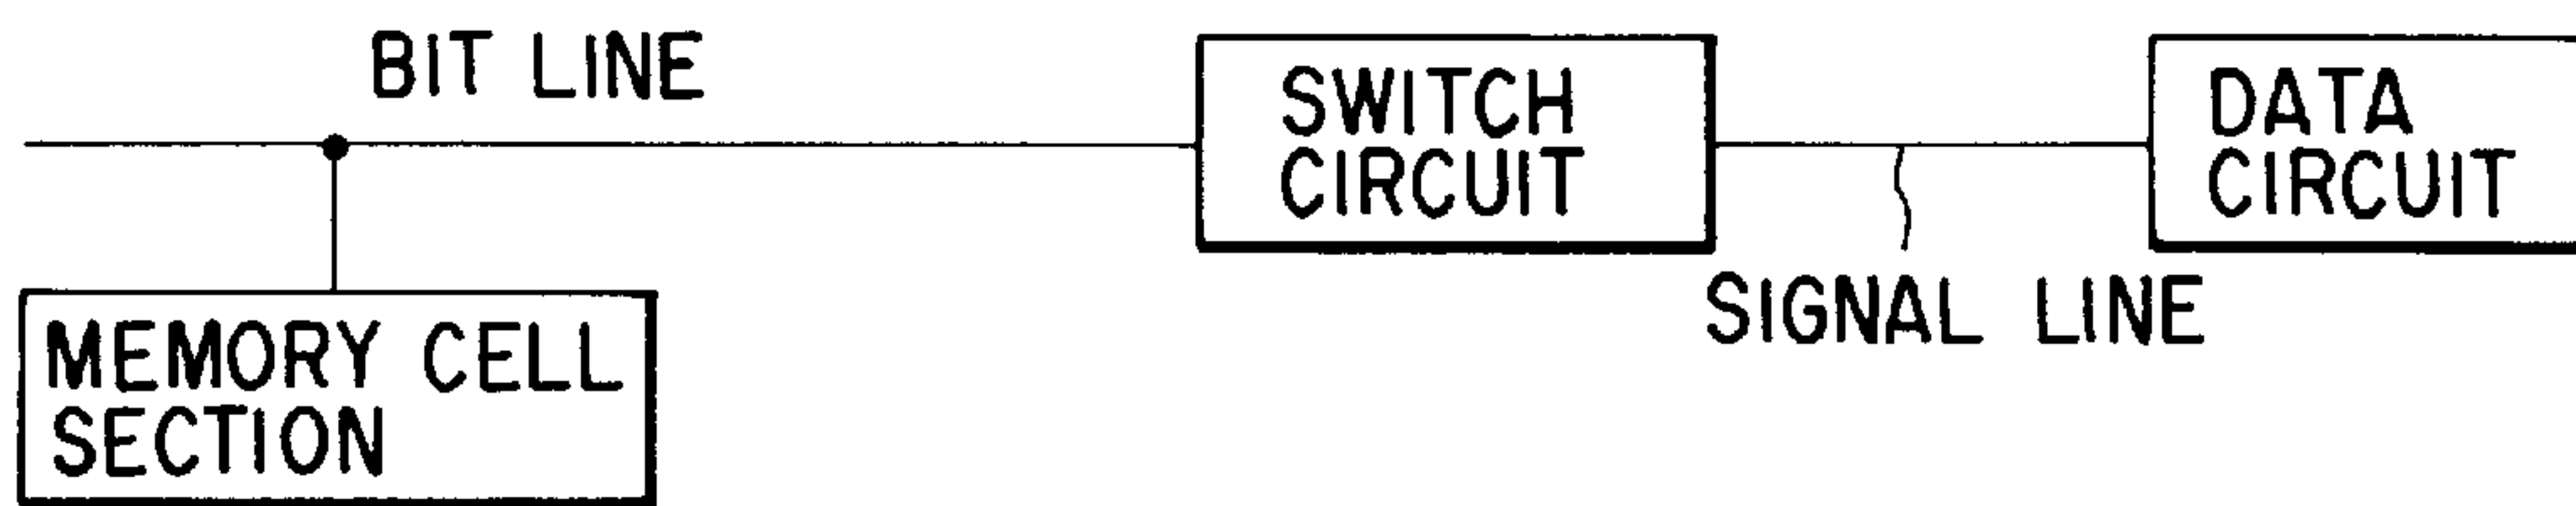 BIT LINE
SWITCH
CIRCUIT
DATA
CIRCUIT
SIGNAL LINE
MEMORY CELL
SECTION